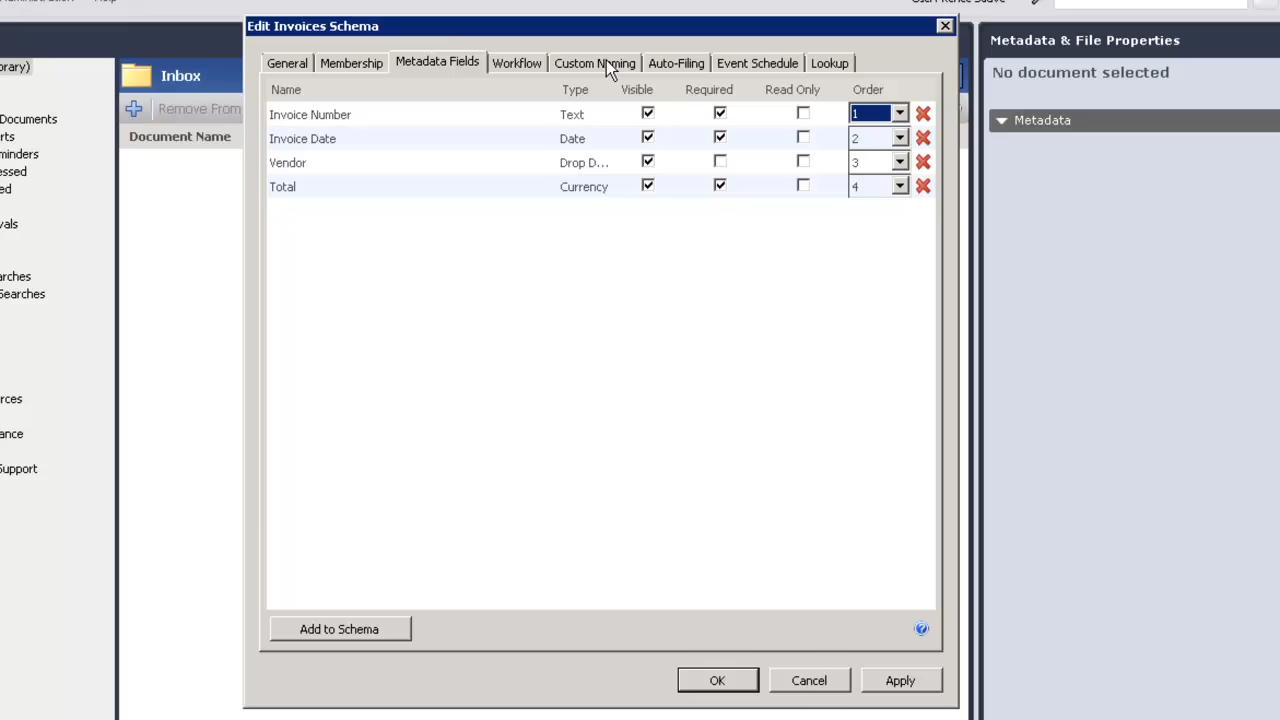 Edit Invoices Schema
Metadata & File Properties
No document selected
Metadata
Inbox
Remove From
Document Name
rary)
Documents
rts
minders
essed
ed
vals
arches
Searches
rces
ance
Support
General Membership Metadata Fields Workflow Custom Naming Auto-Filing Event Schedule Lookup
Name Type Visible Required Read Only Order
Invoice Number Text 1
Invoice Date Date 2
Vendor Drop D... 3
Total Currency 4
Add to Schema
OK Cancel Apply